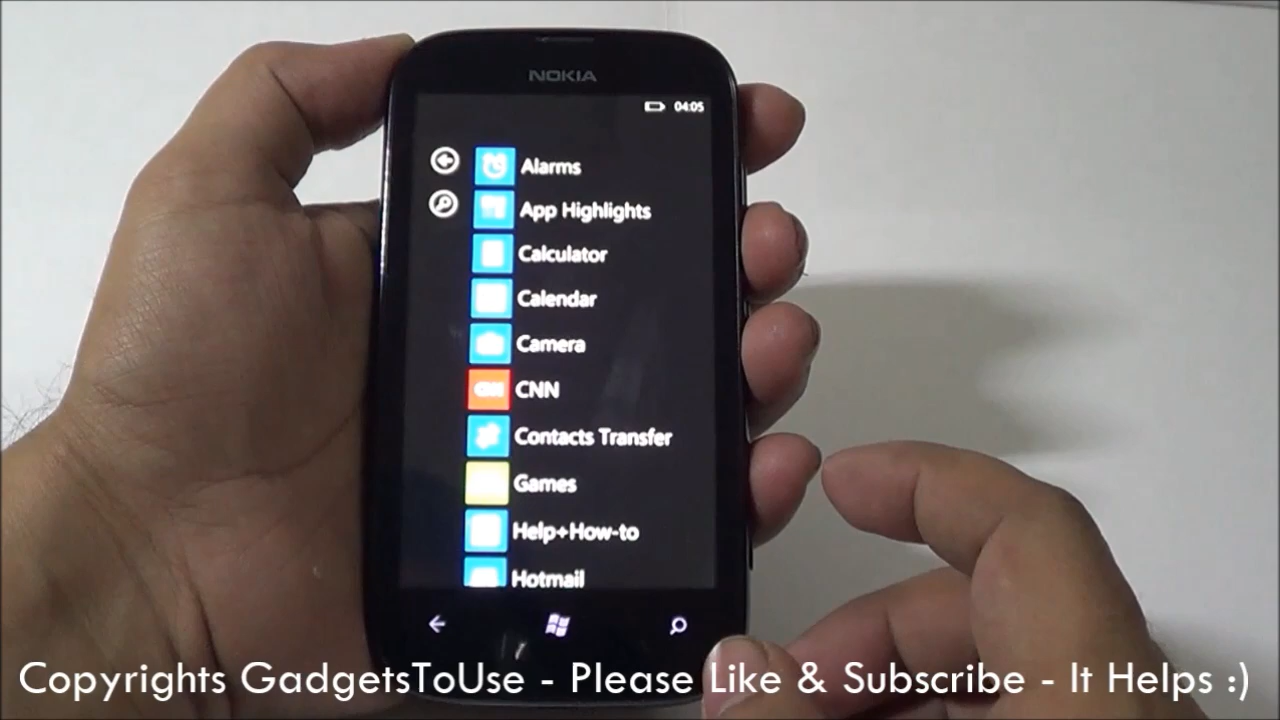 NOKIA
04:05
Alarms
App Highlights
Calculator
Calendar
Camera
CNN CNN
Contacts Transfer
Games
Help+How-to
Hotmail
Copyrights GadgetsToUse - Please Like & Subscribe - It Helps :)